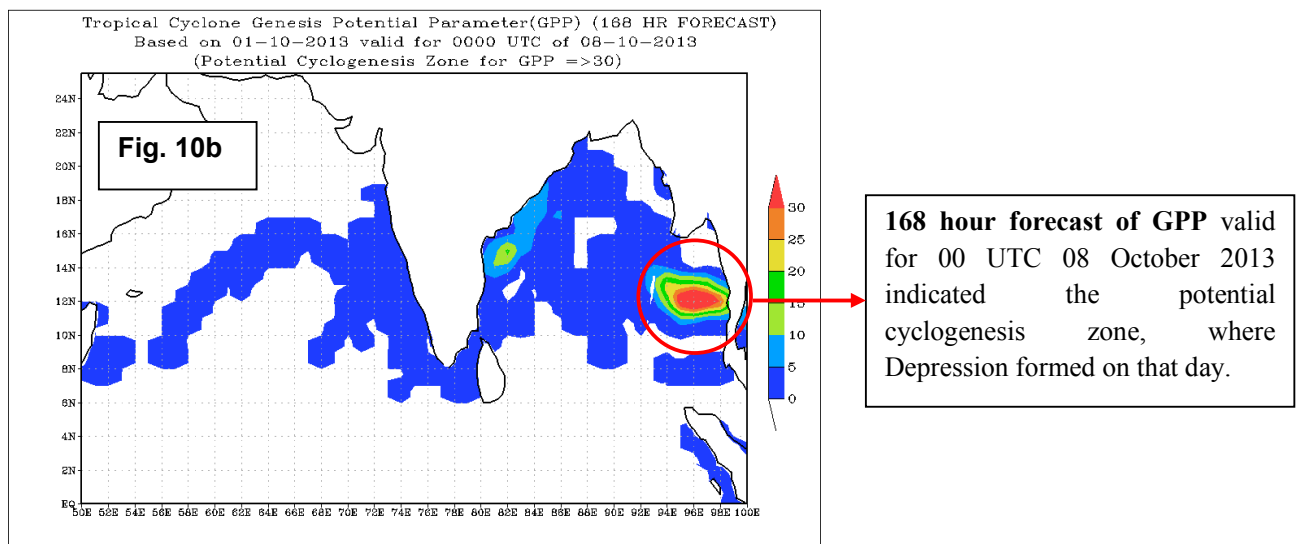 Tropical Cyclone Genesis Potential Parameter(GPP) (168 HR FORECAST)
Based on 01-10-2013 valid for 0000 UTC of 08-10-2013
(Potential Cyclogenesis Zone for GPP =>30)
Fig. 10b
24N
22N
20N
18N
16N
14N
12N
10N
8N
6N
4N
2N
EQ
50E 52E 54E 56E 58E 60E 62E 64E 66E 68E 70E 72E 74E 76E 78E 80E 82E 84E 86E 88E 90E 92E 94E 96E 98E 100E
30
25
20
15
10
5
0
168 hour forecast of GPP valid
for 00 UTC 08 October 2013
indicated the potential
cyclogenesis zone, where
Depression formed on that day.